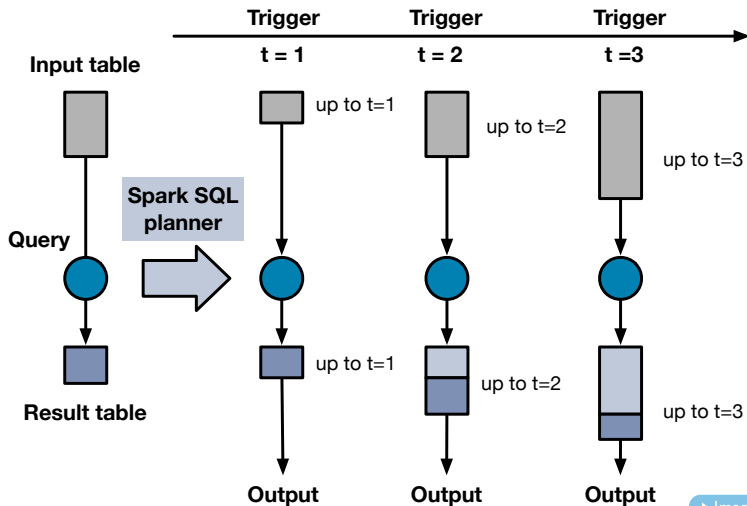 Trigger
Trigger
Trigger
t = 1
t = 2
t =3
Input table
up to t=1
up to t=2
up to t=3
Spark SQL
planner
Query
up to t=1
up to t=2
up to t=3
Result table
Output
Output
Output